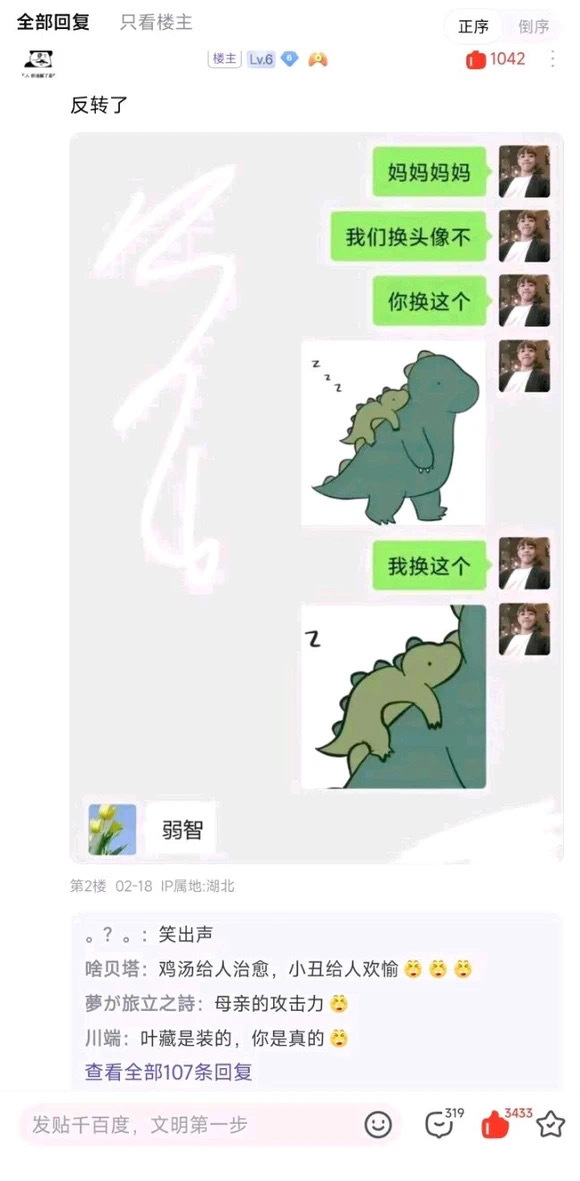 全部回复 只看楼主 正序 倒序
楼主 Lv.6 6 1042
反转了
妈妈妈妈
我们换头像不
你换这个
z
z
z
我换这个
z
弱智
第2楼 02-18 IP属地:湖北
。？。：笑出声
啥贝塔：鸡汤给人治愈，小丑给人欢愉
夢が旅立之詩：母亲的攻击力
川端：叶藏是装的，你是真的
查看全部107条回复
发贴千百度，文明第一步 319 3433